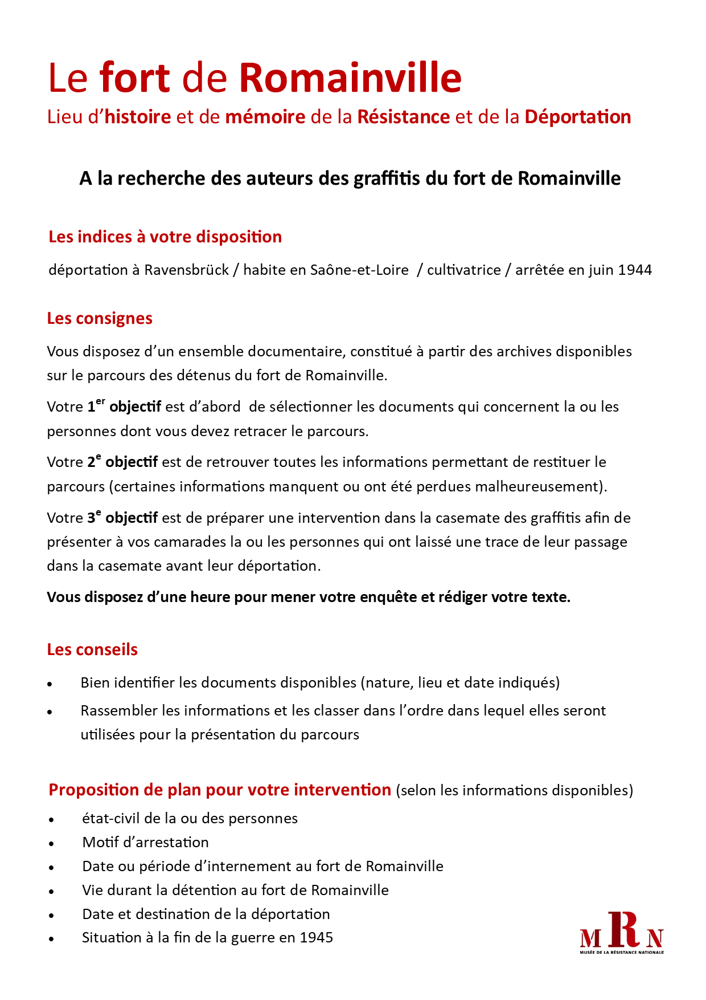 Le fort de Romainville
Lieu d’histoire et de mémoire de la Résistance et de la Déportation
A la recherche des auteurs des graffitis du fort de Romainville
Les indices à votre disposition
déportation à Ravensbrück / habite en Saône-et-Loire / cultivatrice / arrêtée en juin 1944
Les consignes
Vous disposez d’un ensemble documentaire, constitué à partir des archives disponibles
sur le parcours des détenus du fort de Romainville.
Votre 1er objectif est d’abord de sélectionner les documents qui concernent la ou les
personnes dont vous devez retracer le parcours.
Votre 2e objectif est de retrouver toutes les informations permettant de restituer le
parcours (certaines informations manquent ou ont été perdues malheureusement).
Votre 3e objectif est de préparer une intervention dans la casemate des graffitis afin de
présenter à vos camarades la ou les personnes qui ont laissé une trace de leur passage
dans la casemate avant leur déportation.
Vous disposez d’une heure pour mener votre enquête et rédiger votre texte.
Les conseils
• Bien identifier les documents disponibles (nature, lieu et date indiqués)
• Rassembler les informations et les classer dans l’ordre dans lequel elles seront
utilisées pour la présentation du parcours
Proposition de plan pour votre intervention (selon les informations disponibles)
• état-civil de la ou des personnes
• Motif d’arrestation
• Date ou période d’internement au fort de Romainville
• Vie durant la détention au fort de Romainville
• Date et destination de la déportation
• Situation à la fin de la guerre en 1945
MRN
MUSÉE DE LA RÉSISTANCE NATIONALE